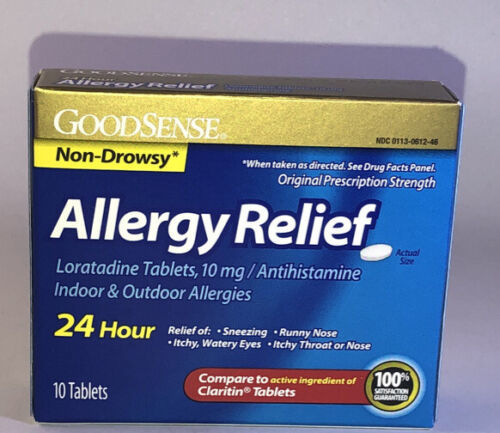 GOODSENSE
Allergy Relief
GOODSENSE®
NDC 0113-0612-46
Non-Drowsy*
*When taken as directed. See Drug Facts Panel.
Original Prescription Strength
Allergy Relief
Actual
Size
Loratadine Tablets, 10 mg / Antihistamine
Indoor & Outdoor Allergies
24 Hour
Relief of: • Sneezing • Runny Nose
• Itchy, Watery Eyes • Itchy Throat or Nose
10 Tablets
Compare to active ingredient of
Claritin® Tablets
100%
SATISFACTION
GUARANTEED